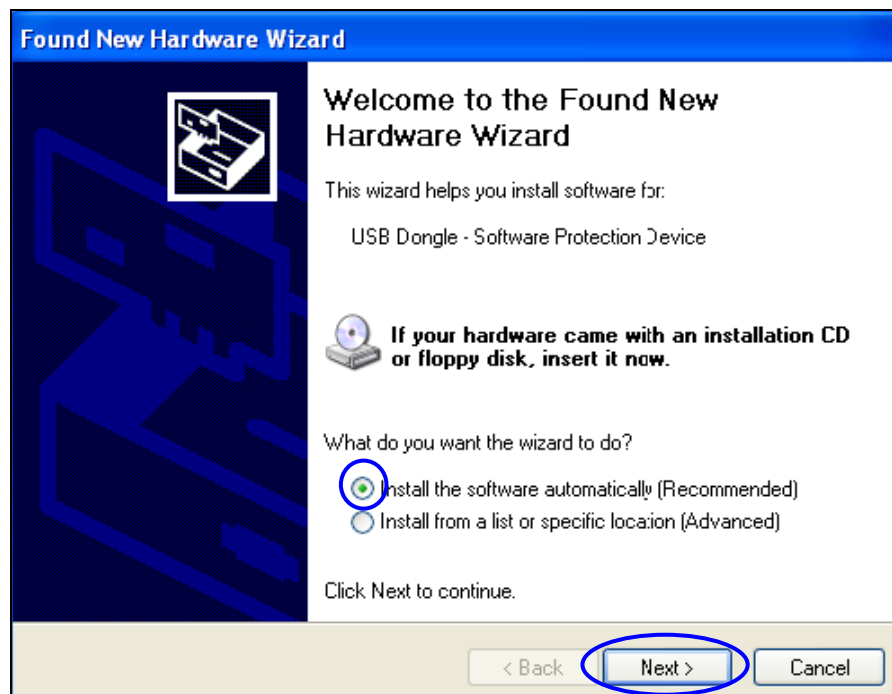 Found New Hardware Wizard
Welcome to the Found New
Hardware Wizard
This wizard helps you install software for:
USB Dongle - Software Protection Device
If your hardware came with an installation CD
or floppy disk, insert it now.
What do you want the wizard to do?
Install the software automatically (Recommended)
Install from a list or specific location (Advanced)
Click Next to continue.
< Back Next > Cancel